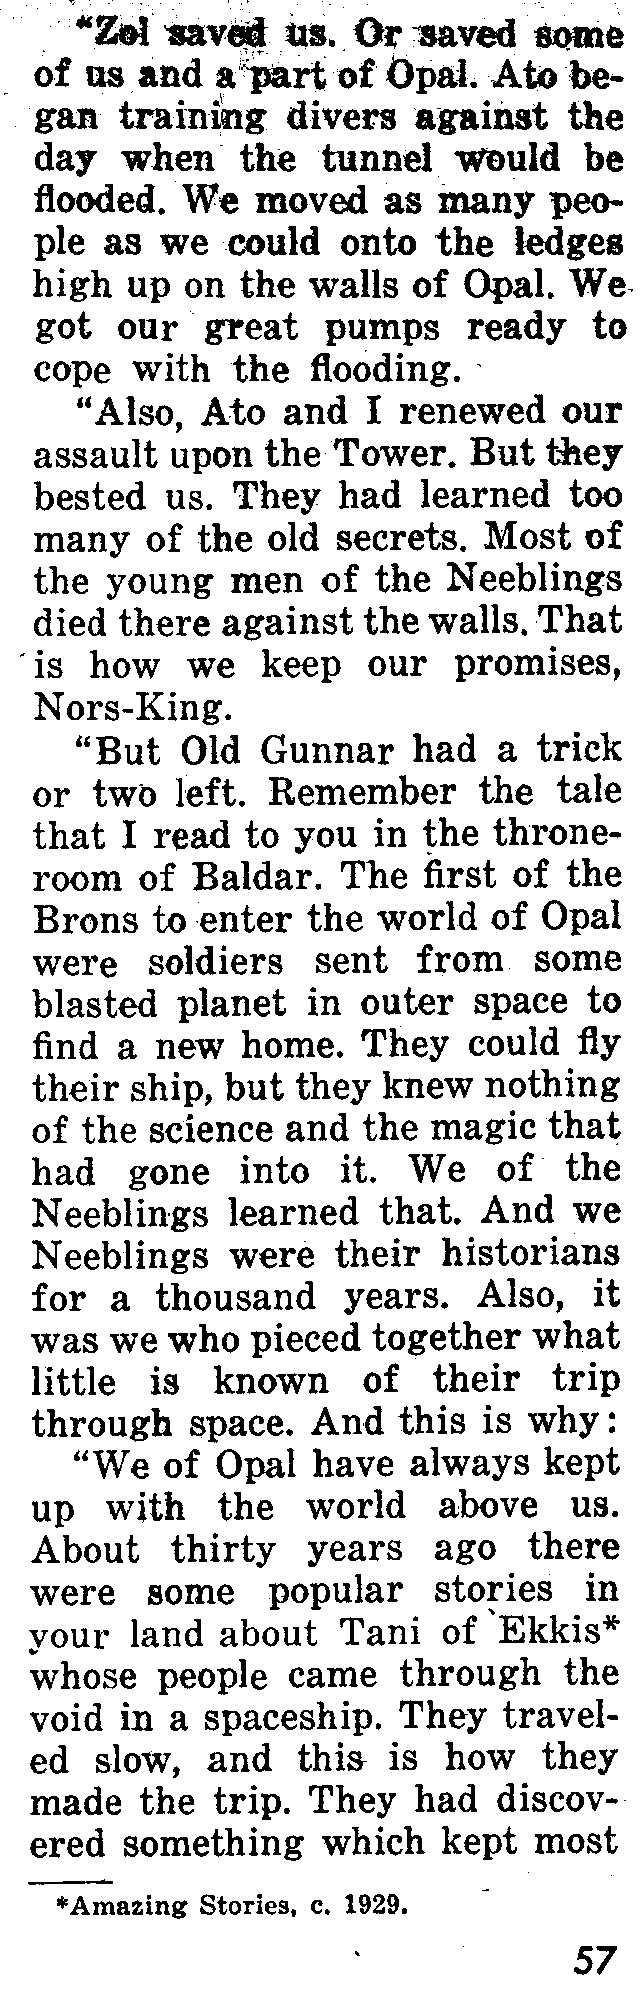 “Zol saved us. Or saved some
of us and a part of Opal. Ato be-
gan training divers against the
day when the tunnel would be
flooded. We moved as many peo-
ple as we could onto the ledges
high up on the walls of Opal. We
got our great pumps ready to
cope with the flooding.
“Also, Ato and I renewed our
assault upon the Tower. But they
bested us. They had learned too
many of the old secrets. Most of
the young men of the Neeblings
died there against the walls. That
is how we keep our promises,
Nors-King.
“But Old Gunnar had a trick
or two left. Remember the tale
that I read to you in the throne-
room of Baldar. The first of the
Brons to enter the world of Opal
were soldiers sent from some
blasted planet in outer space to
find a new home. They could fly
their ship, but they knew nothing
of the science and the magic that
had gone into it. We of the
Neeblings learned that. And we
Neeblings were their historians
for a thousand years. Also, it
was we who pieced together what
little is known of their trip
through space. And this is why:
“We of Opal have always kept
up with the world above us.
About thirty years ago there
were some popular stories in
your land about Tani of Ekkis*
whose people came through the
void in a spaceship. They travel-
ed slow, and this is how they
made the trip. They had discov-
ered something which kept most
*Amazing Stories, c. 1929.
57